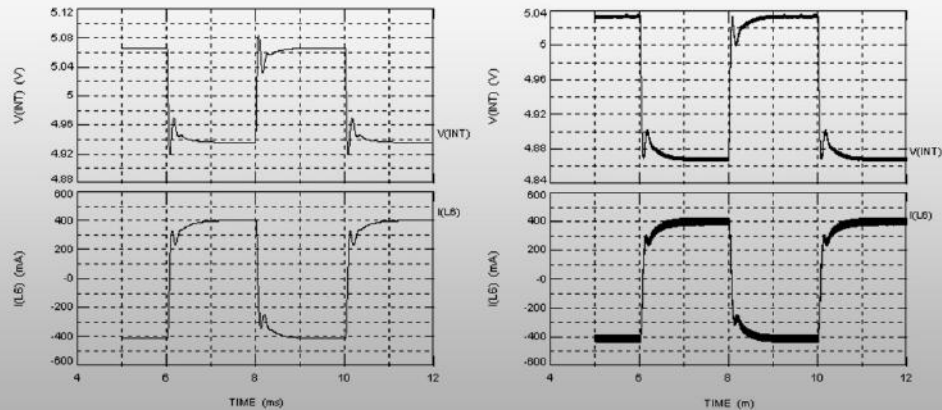 5.12
5.08
5.04
5
4.96
4.92
4.88
V(INT) (V)
V(INT)
600
400
200
-0
-200
-400
-600
I(L6) (mA)
I(L6)
4 6 8 10 12
TIME (ms)
5.04
5
4.96
4.92
4.88
4.84
V(INT) (V)
V(INT)
600
400
200
-0
-200
-400
-600
I(L6) (mA)
I(L6)
4 6 8 10 12
TIME (m)